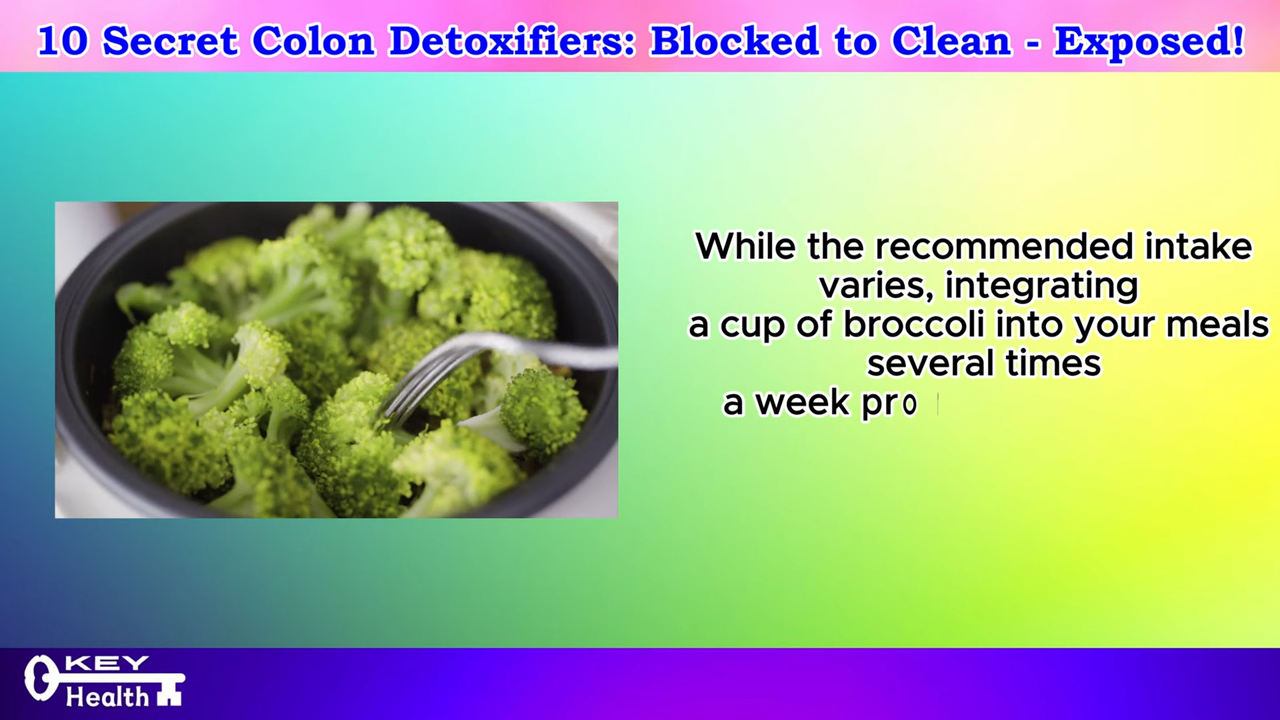 10 Secret Colon Detoxifiers: Blocked to Clean - Exposed!
While the recommended intake
varies, integrating
a cup of broccoli into your meals
several times
a week pro
KEY
Health